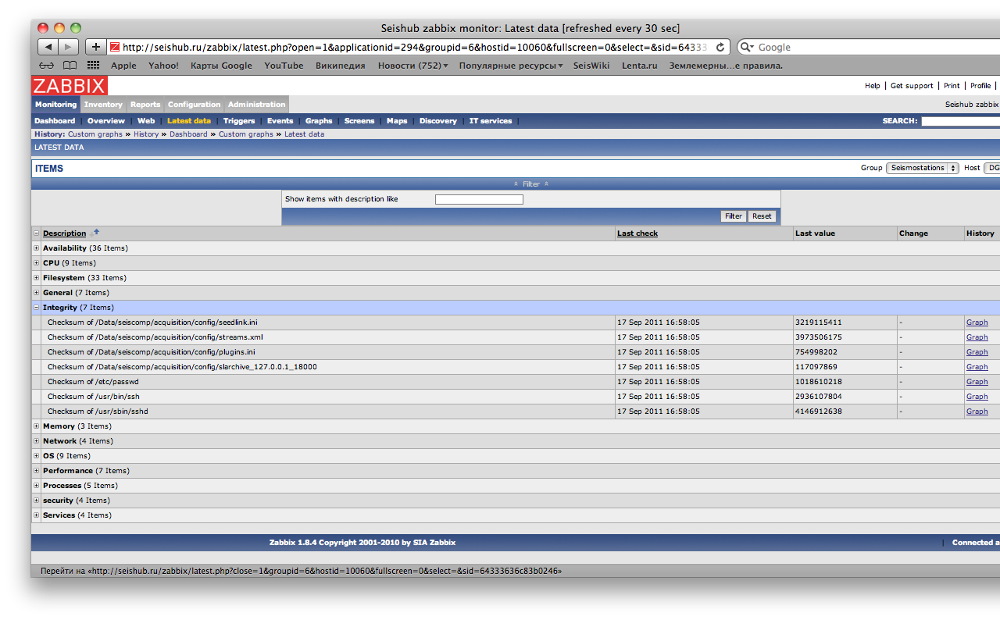 Seishub zabbix monitor: Latest data [refreshed every 30 sec]
http://seishub.ru/zabbix/latest.php?open=1&applicationid=294&groupid=6&hostid=10060&fullscreen=0&select=&sid=64333 Google
Apple Yahoo! Карты Google YouTube Википедия Новости (752) Популярные ресурсы SeisWiki Lenta.ru Землемерны...е правила.
ZABBIX
Help | Get support | Print | Profile |
Monitoring Inventory Reports Configuration Administration Seishub zabbix
Dashboard | Overview | Web | Latest data | Triggers | Events | Graphs | Screens | Maps | Discovery | IT services | SEARCH:
History: Custom graphs » History » Dashboard » Custom graphs » Latest data
LATEST DATA
ITEMS Group Seismostations Host DG
Filter
Show items with description like
Filter Reset
Description Last check Last value Change History
Availability (36 Items)
CPU (9 Items)
Filesystem (33 Items)
General (7 Items)
Integrity (7 Items)
Checksum of /Data/seiscomp/acquisition/config/seedlink.ini 17 Sep 2011 16:58:05 3219115411 - Graph
Checksum of /Data/seiscomp/acquisition/config/streams.xml 17 Sep 2011 16:58:05 3973506175 - Graph
Checksum of /Data/seiscomp/acquisition/config/plugins.ini 17 Sep 2011 16:58:05 754998202 - Graph
Checksum of /Data/seiscomp/acquisition/config/slarchive_127.0.0.1_18000 17 Sep 2011 16:58:05 117097869 - Graph
Checksum of /etc/passwd 17 Sep 2011 16:58:05 1018610218 - Graph
Checksum of /usr/bin/ssh 17 Sep 2011 16:58:05 2936107804 - Graph
Checksum of /usr/sbin/sshd 17 Sep 2011 16:58:05 4146912638 - Graph
Memory (3 Items)
Network (4 Items)
OS (9 Items)
Performance (7 Items)
Processes (5 Items)
security (4 Items)
Services (4 Items)
Zabbix 1.8.4 Copyright 2001-2010 by SIA Zabbix | Connected a
Перейти на «http://seishub.ru/zabbix/latest.php?close=1&groupid=6&hostid=10060&fullscreen=0&select=&sid=64333636c83b0246»